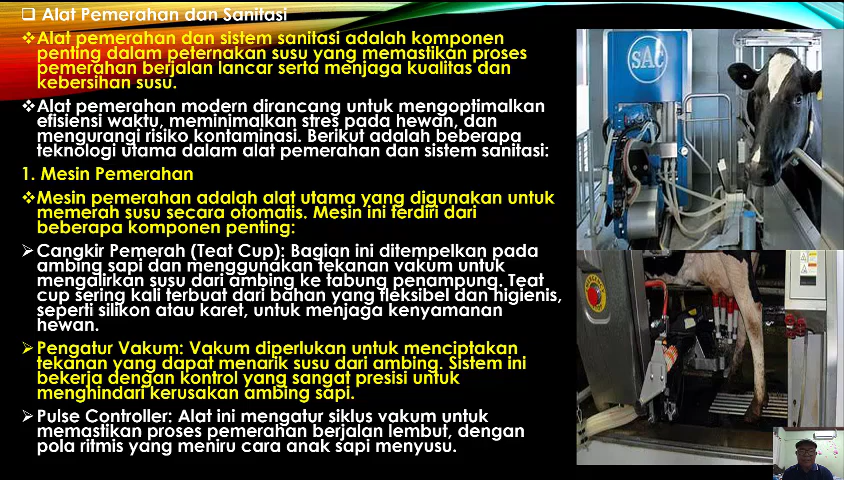 Alat Pemerahan dan Sanitasi
Alat pemerahan dan sistem sanitasi adalah komponen
penting dalam peternakan susu yang memastikan proses
pemerahan berjalan lancar serta menjaga kualitas dan
kebersihan susu.
Alat pemerahan modern dirancang untuk mengoptimalkan
efisiensi waktu, meminimalkan stres pada hewan, dan
mengurangi risiko kontaminasi. Berikut adalah beberapa
teknologi utama dalam alat pemerahan dan sistem sanitasi:
1. Mesin Pemerahan
Mesin pemerahan adalah alat utama yang digunakan untuk
memerah susu secara otomatis. Mesin ini terdiri dari
beberapa komponen penting:
Cangkir Pemerah (Teat Cup): Bagian ini ditempelkan pada
ambing sapi dan menggunakan tekanan vakum untuk
mengalirkan susu dari ambing ke tabung penampung. Teat
cup sering kali terbuat dari bahan yang fleksibel dan higienis,
seperti silikon atau karet, untuk menjaga kenyamanan
hewan.
Pengatur Vakum: Vakum diperlukan untuk menciptakan
tekanan yang dapat menarik susu dari ambing. Sistem ini
bekerja dengan kontrol yang sangat presisi untuk
menghindari kerusakan ambing sapi.
Pulse Controller: Alat ini mengatur siklus vakum untuk
memastikan proses pemerahan berjalan lembut, dengan
pola ritmis yang meniru cara anak sapi menyusu.
SAC